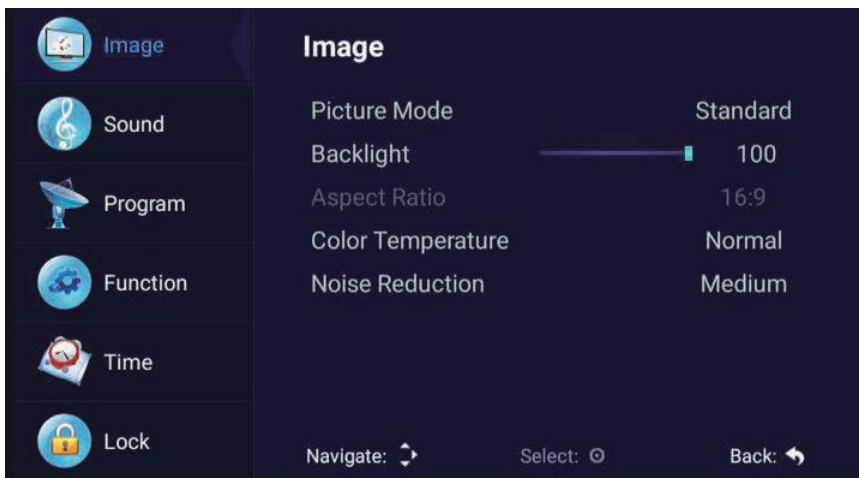 Image
Sound
Program
Function
Time
Lock
Image
Picture Mode Standard
Backlight 100
Aspect Ratio 16:9
Color Temperature Normal
Noise Reduction Medium
Navigate: Select: Back: